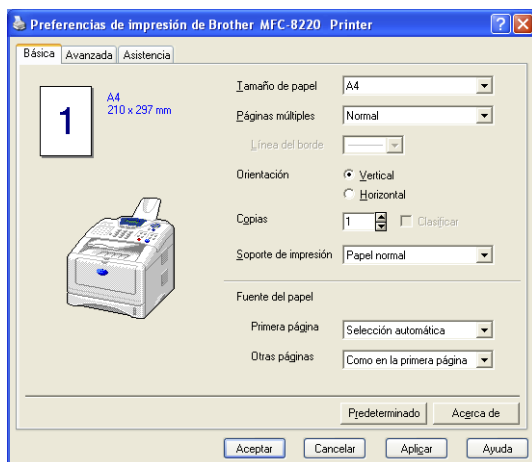 Preferencias de impresión de Brother MFC-8220 Printer
Básica Avanzada Asistencia
1
A4
210 x 297 mm
Tamaño de papel A4
Páginas múltiples Normal
Línea del borde
Orientación Vertical
Horizontal
Copias 1 Clasificar
Soporte de impresión Papel normal
Fuente del papel
Primera página Selección automática
Otras páginas Como en la primera página
Predeterminado Acerca de
Aceptar Cancelar Aplicar Ayuda